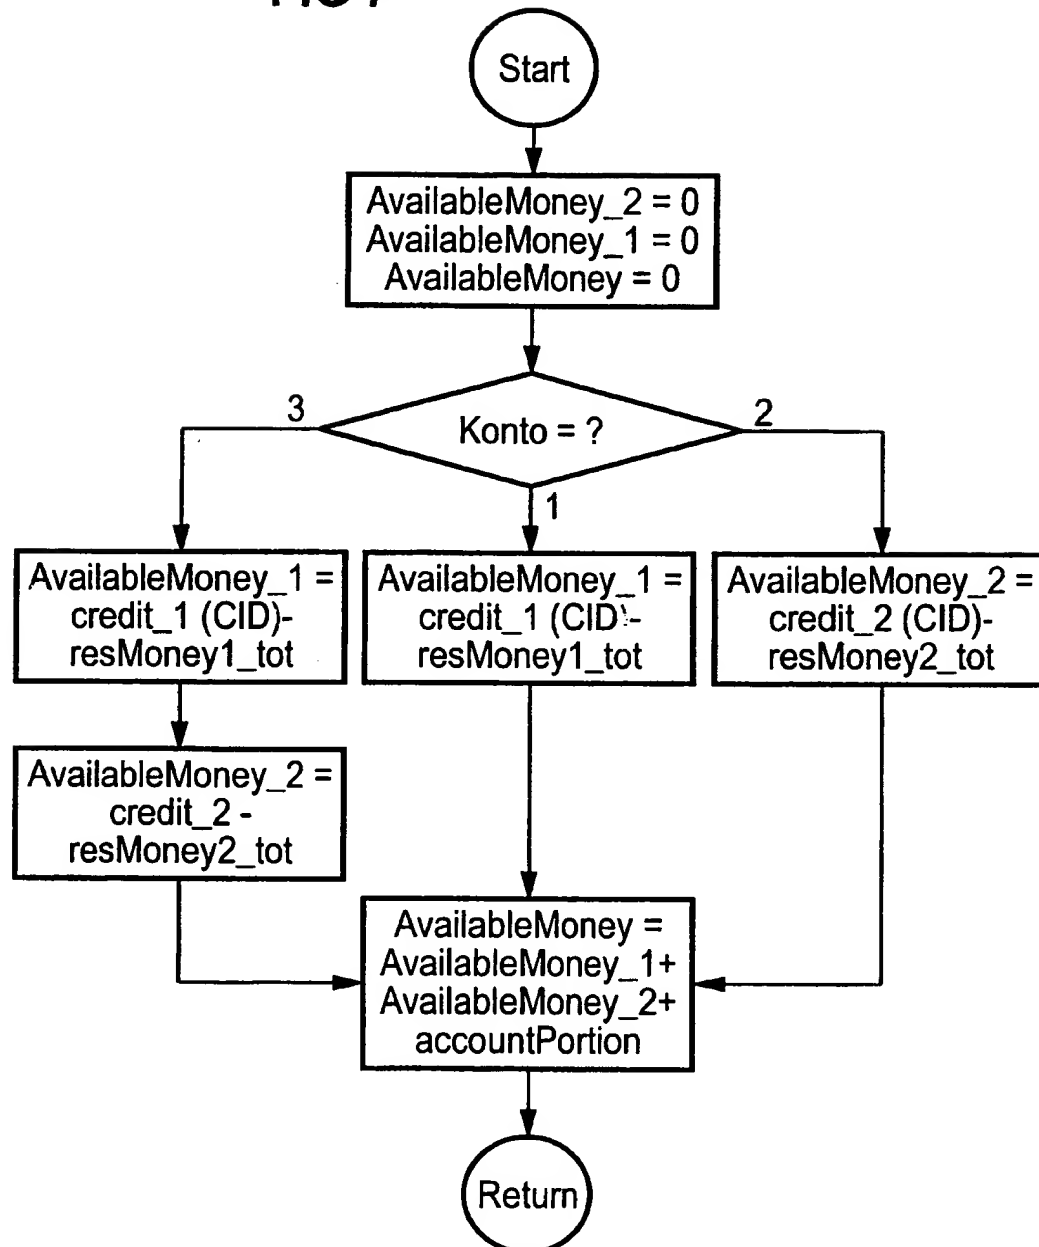 Start
AvailableMoney_2 = 0
AvailableMoney_1 = 0
AvailableMoney = 0
Konto = ?
3
2
1
AvailableMoney_1 =
credit_1 (CID)-
resMoney1_tot
AvailableMoney_1 =
credit_1 (CID)-
resMoney1_tot
AvailableMoney_2 =
credit_2 (CID)-
resMoney2_tot
AvailableMoney_2 =
credit_2 -
resMoney2_tot
AvailableMoney =
AvailableMoney_1+
AvailableMoney_2+
accountPortion
Return